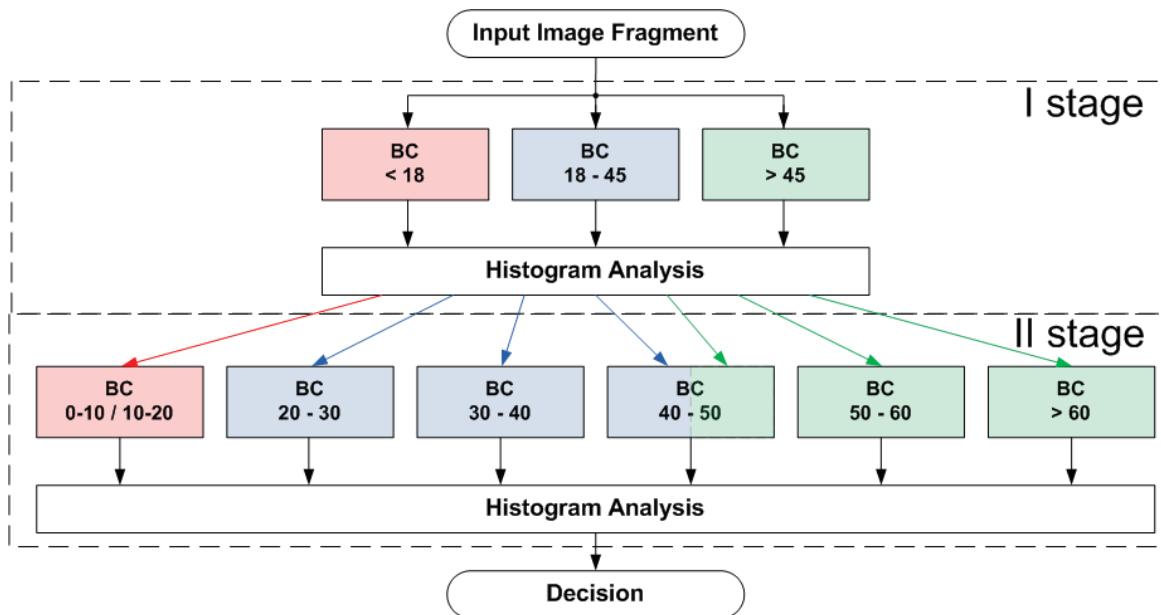 Input Image Fragment
I stage
BC
< 18
BC
18 - 45
BC
> 45
Histogram Analysis
II stage
BC
0-10 / 10-20
BC
20 - 30
BC
30 - 40
BC
40 - 50
BC
50 - 60
BC
> 60
Histogram Analysis
Decision